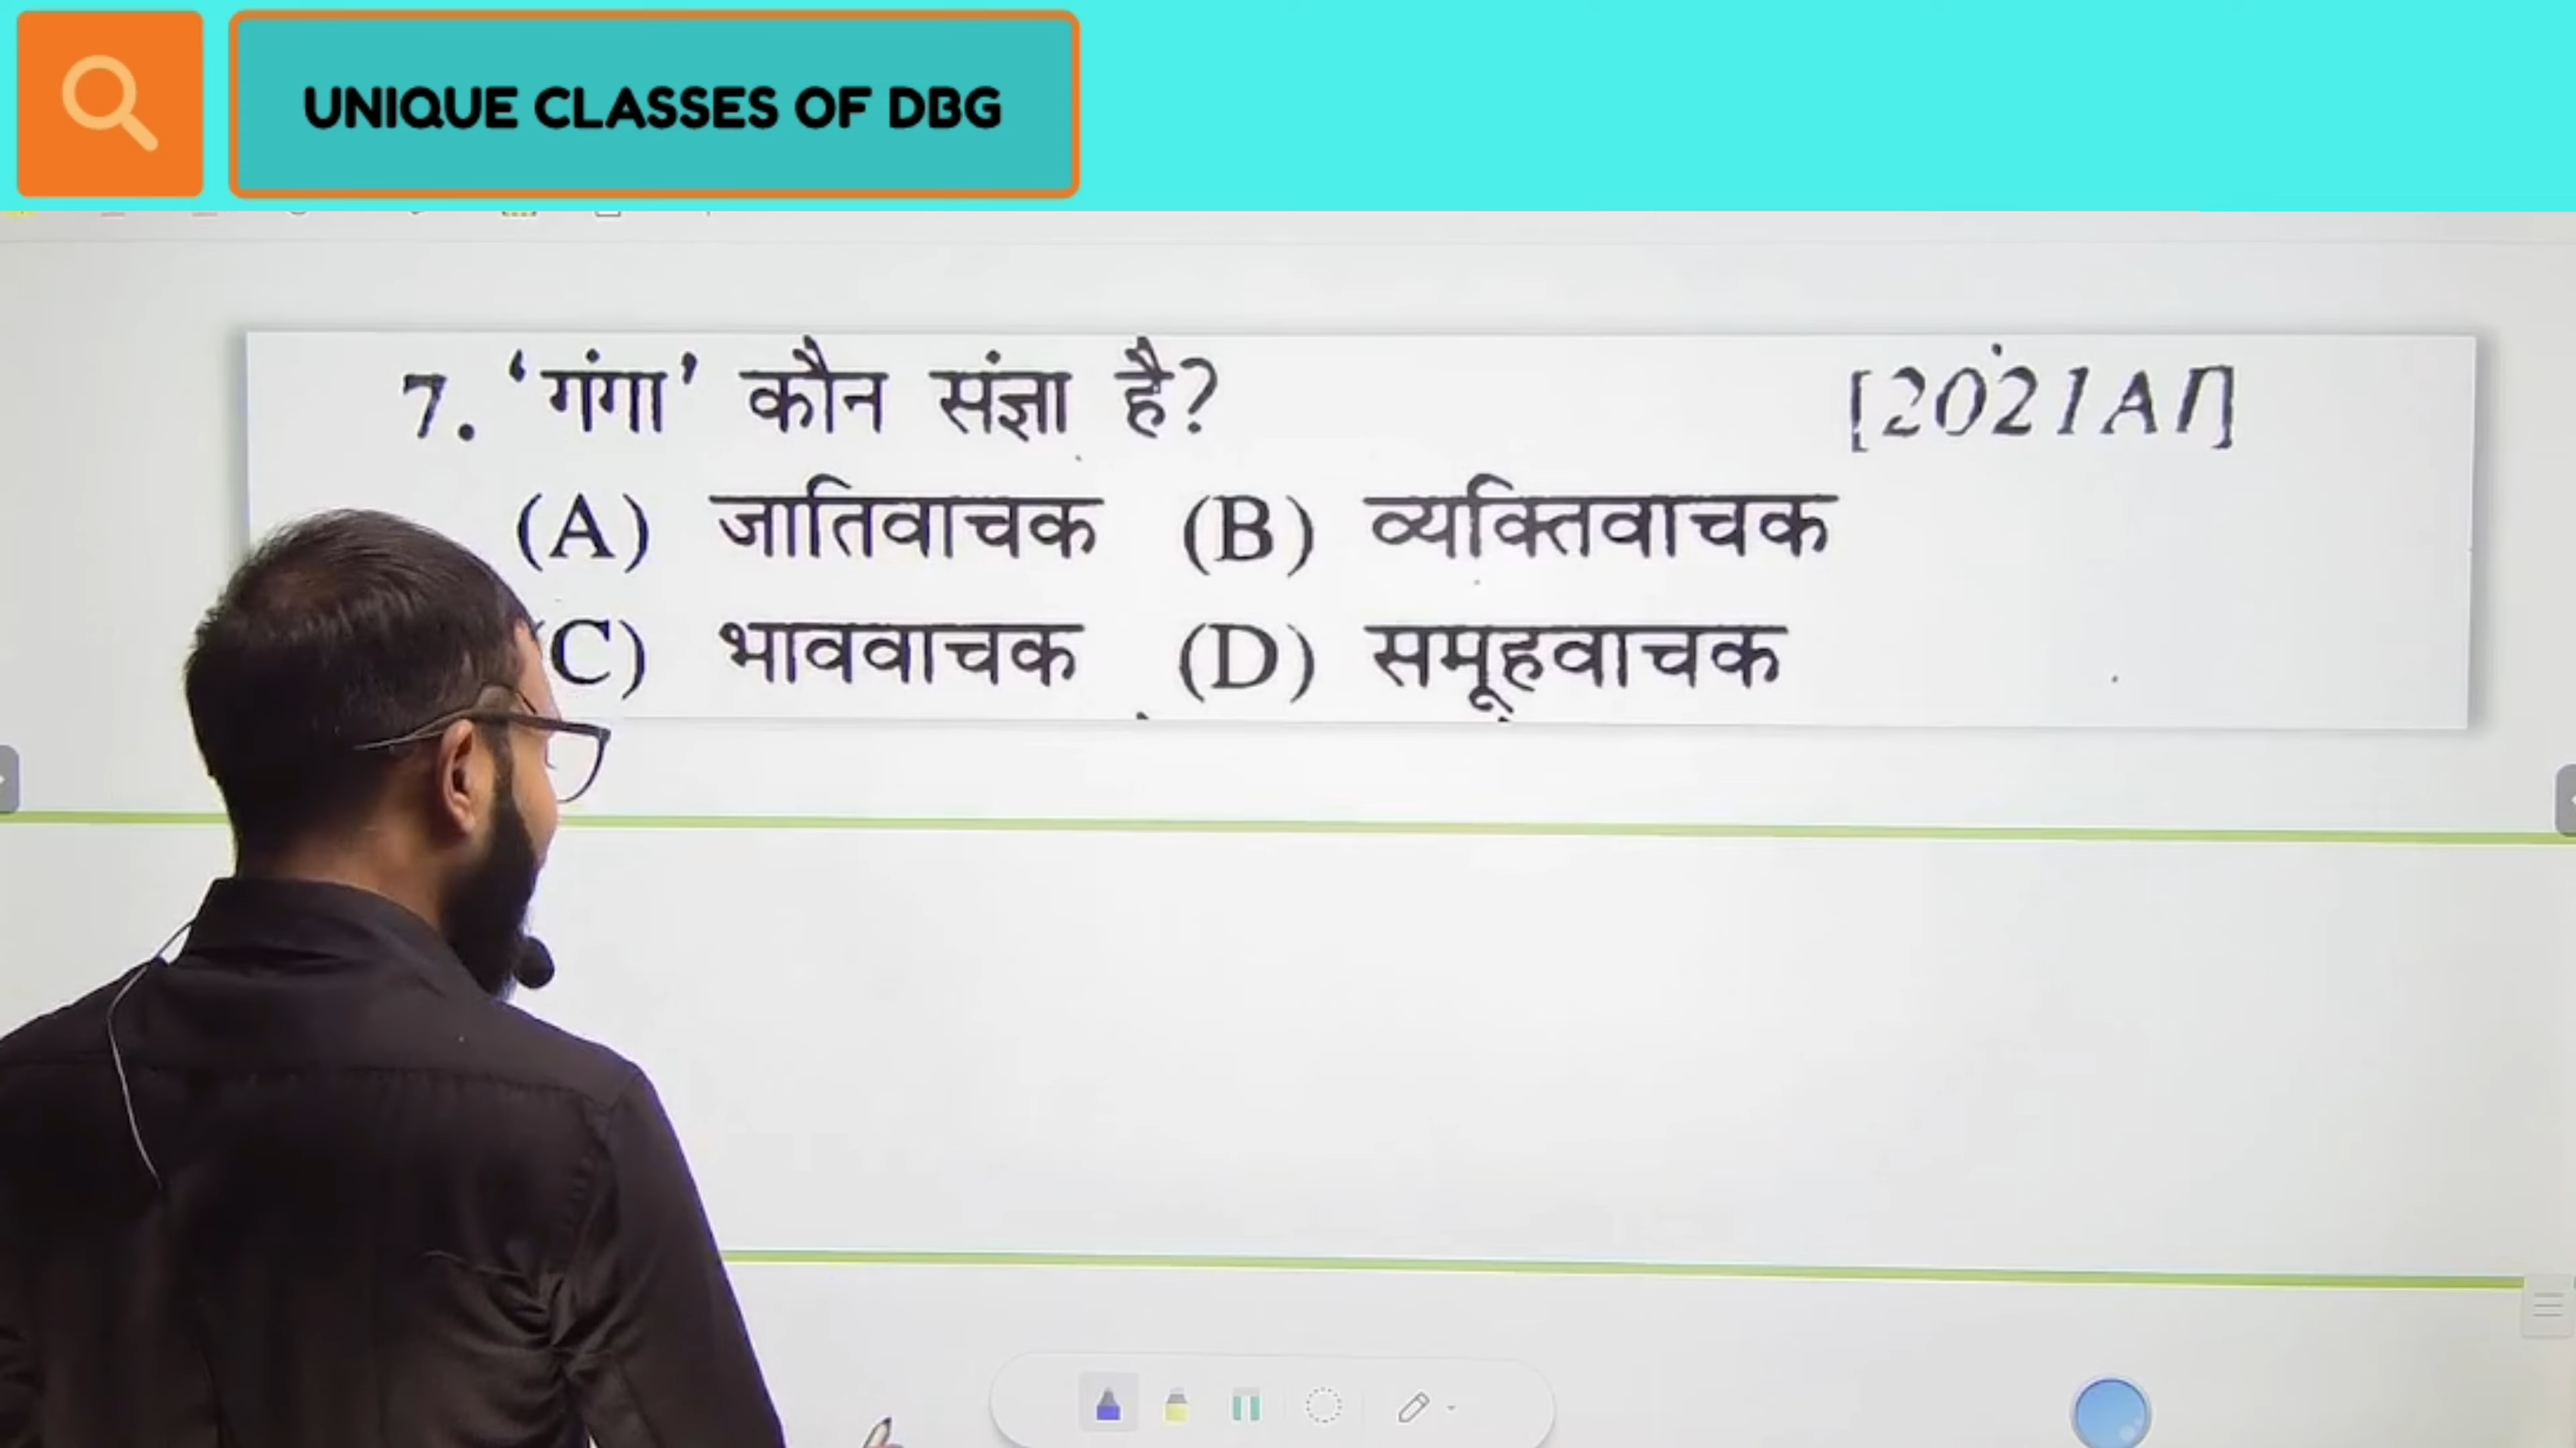 UNIQUE CLASSES OF DBG
7. ‘गंगा’ कौन संज्ञा है? [2021AI]
(A) जातिवाचक (B) व्यक्तिवाचक
(C) भाववाचक (D) समूहवाचक